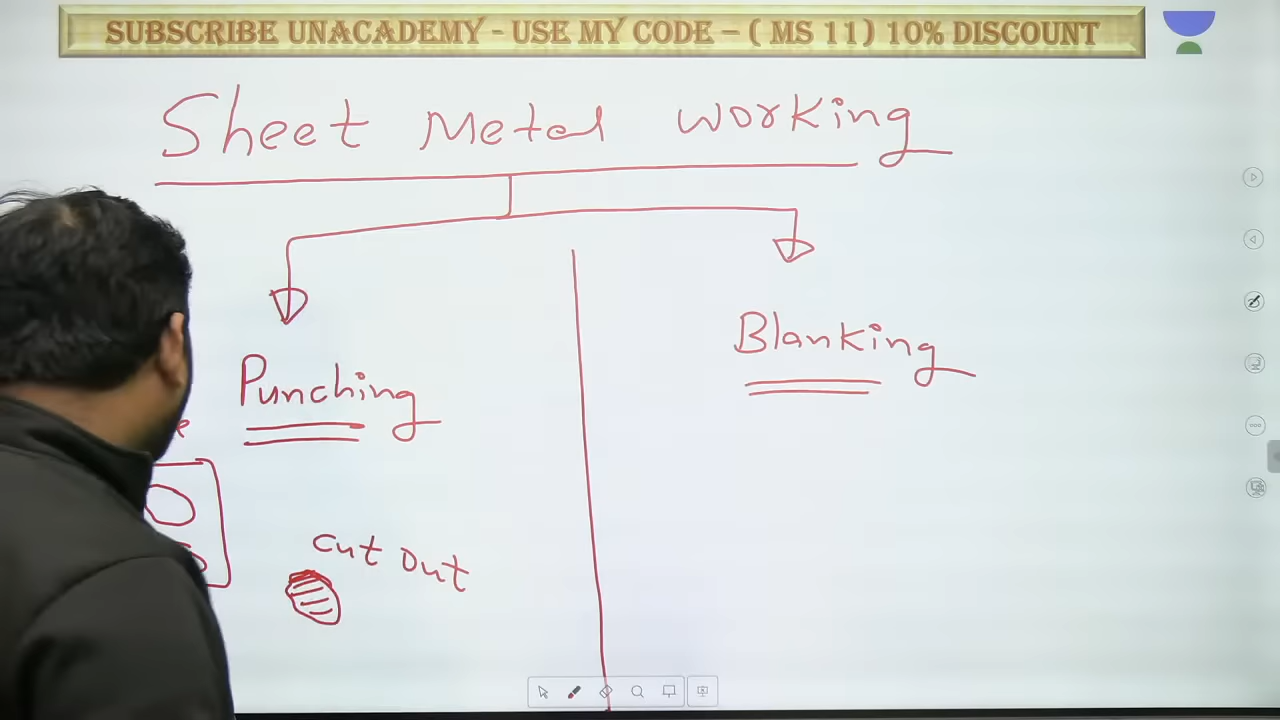 SUBSCRIBE UNACADEMY - USE MY CODE – ( MS 11) 10% DISCOUNT
Sheet Metal working
Punching
Blanking
Cut Out